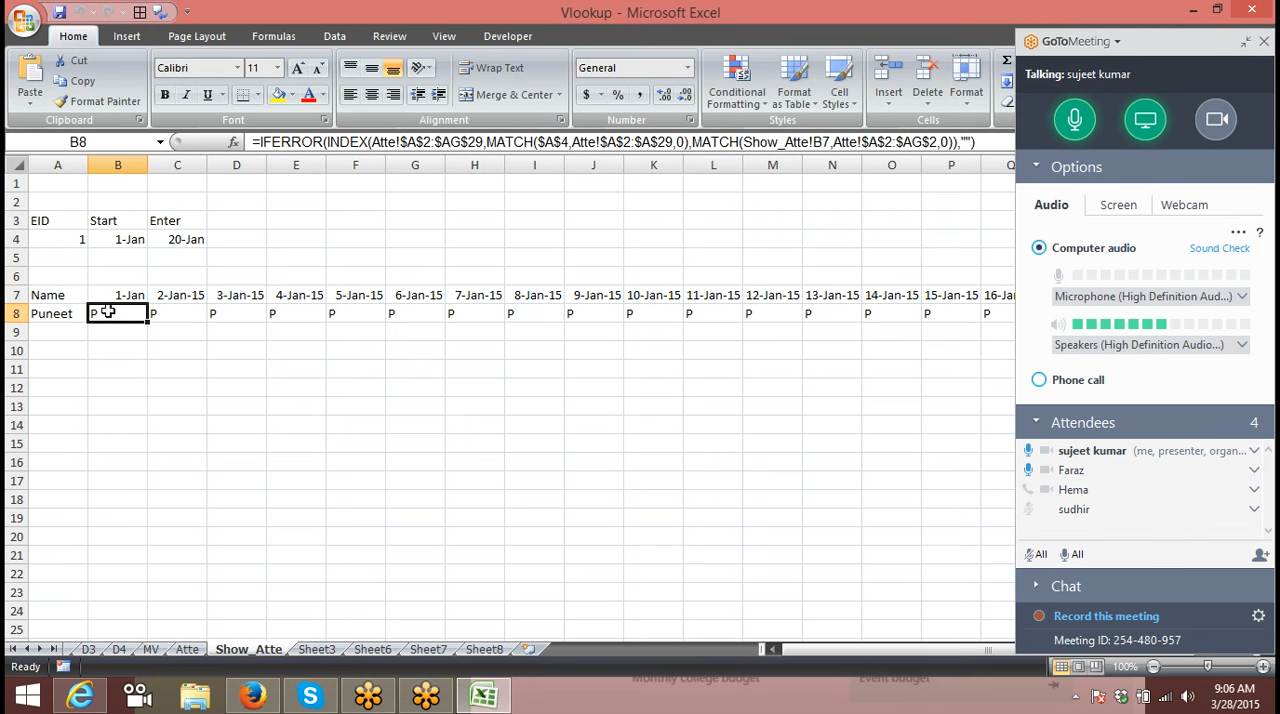 Vlookup - Microsoft Excel
Home Insert Page Layout Formulas Data Review View Developer
Paste Cut Copy Format Painter
Clipboard
Calibri 11 A A
B I U A
Font
Wrap Text
Merge & Center
Alignment
General
$ % ,
Number
Conditional Formatting Format as Table Cell Styles
Styles
Insert Delete Format
Cells
Σ
B8 fx =IFERROR(INDEX(Atte!$A$2:$AG$29,MATCH($A$4,Atte!$A$2:$A$29,0),MATCH(Show_Atte!B7,Atte!$A$2:$AG$2,0)),"")
A B C D E F G H I J K L M N O P Q
1
2
3 EID Start Enter
4 1 1-Jan 20-Jan
5
6
7 Name 1-Jan 2-Jan-15 3-Jan-15 4-Jan-15 5-Jan-15 6-Jan-15 7-Jan-15 8-Jan-15 9-Jan-15 10-Jan-15 11-Jan-15 12-Jan-15 13-Jan-15 14-Jan-15 15-Jan-15 16-Jan
8 Puneet P P P P P P P P P P P P P P P P
9
10
11
12
13
14
15
16
17
18
19
20
21
22
23
24
25
D3 D4 MV Atte Show_Atte Sheet3 Sheet6 Sheet7 Sheet8
Ready 100%
Monthly college budget Event budget
9:06 AM
3/28/2015
GoToMeeting
Talking: sujeet kumar
Options
Audio Screen Webcam
... ?
Computer audio Sound Check
Microphone (High Definition Aud...)
Speakers (High Definition Audio...)
Phone call
Attendees 4
sujeet kumar (me, presenter, organ...
Faraz
Hema
sudhir
All All
Chat
Record this meeting
Meeting ID: 254-480-957